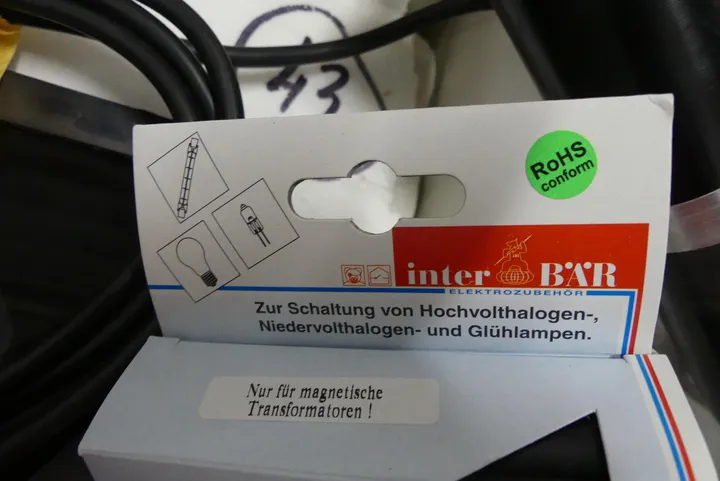 43
RoHS
conform
inter BÄR
ELEKTROZUBEHÖR
Zur Schaltung von Hochvolthalogen-,
Niedervolthalogen- und Glühlampen.
Nur für magnetische
Transformatoren !